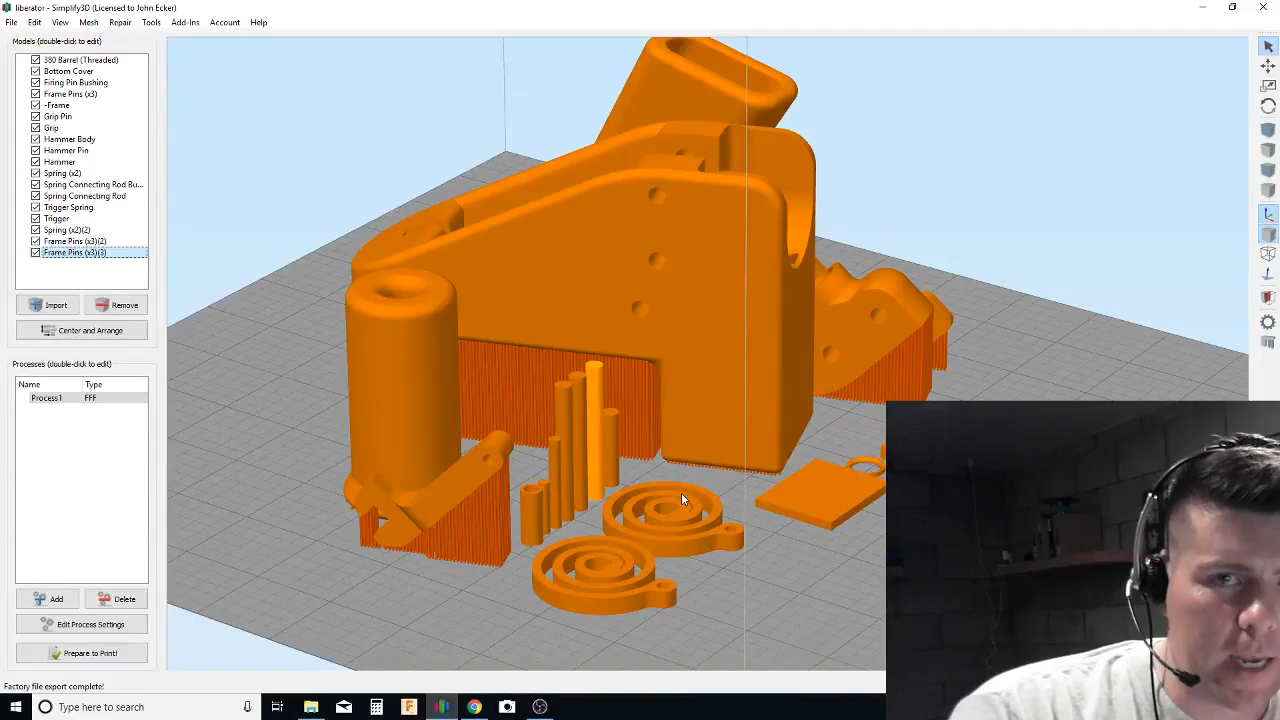 liberator - Simplify3D (Licensed to John Ecker)
File Edit View Mesh Repair Tools Add-Ins Account Help
Models (double-click to edit)
380 Barrel (Threaded)
Bottom Cover
Firing Pin Bushing
Frame Pins (x3)
-Frame
Grip Pin
Grip
Hammer Body
Hammer Pin
Hammer
Spring (x2)
Spring Connecting Rod Bu...
Spring Connecting Rod
Trigger Spring
Trigger
Spring (x2)(2)
Frame Pins (x3)(2)
Frame Pins (x3)(3)
Import Remove
Center and Arrange
Processes (double-click to edit)
Name Type
Process1 FFF
Add Delete
Edit Process Settings
Prepare to Print!
Factory file export complete!
Type here to search